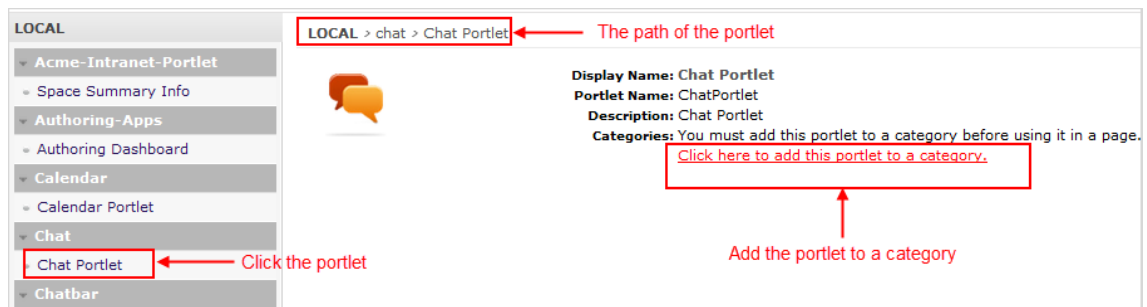 LOCAL
Acme-Intranet-Portlet
Space Summary Info
Authoring-Apps
Authoring Dashboard
Calendar
Calendar Portlet
Chat
Chat Portlet
Click the portlet
Chatbar
LOCAL > chat > Chat Portlet
The path of the portlet
Display Name: Chat Portlet
Portlet Name: ChatPortlet
Description: Chat Portlet
Categories: You must add this portlet to a category before using it in a page.
Click here to add this portlet to a category.
Add the portlet to a category